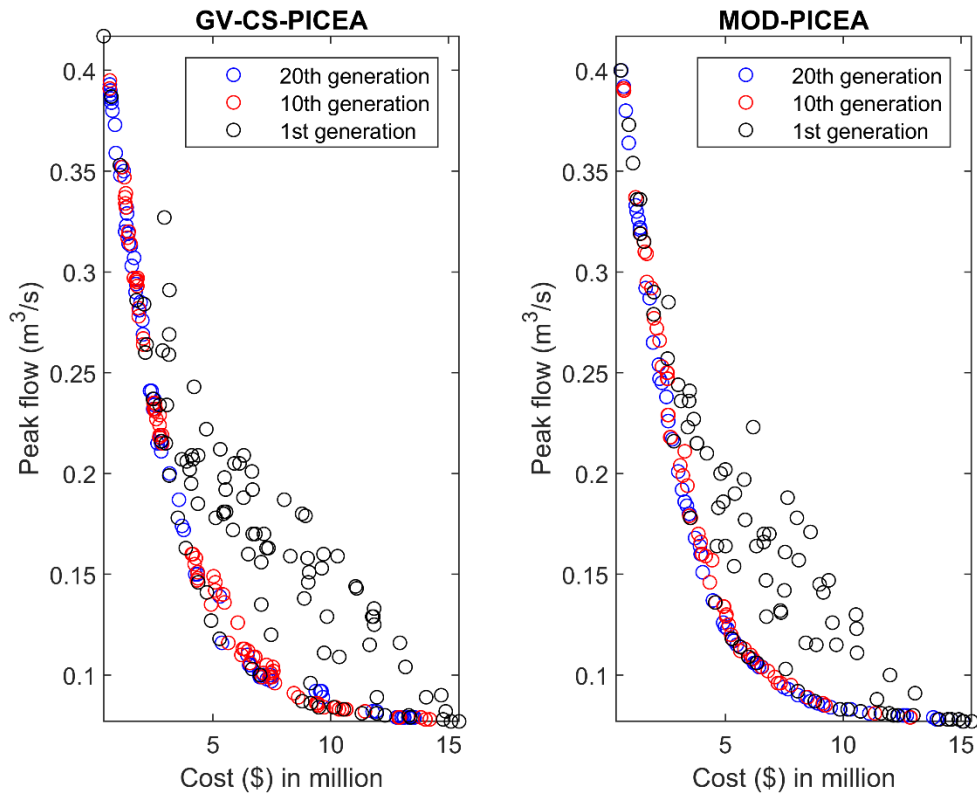 GV-CS-PICEA
0.4
0.35
0.3
0.25
0.2
0.15
0.1
Peak flow (m³/s)
20th generation
10th generation
1st generation
5
10
15
Cost ($) in million
MOD-PICEA
0.4
0.35
0.3
0.25
0.2
0.15
0.1
Peak flow (m³/s)
20th generation
10th generation
1st generation
5
10
15
Cost ($) in million